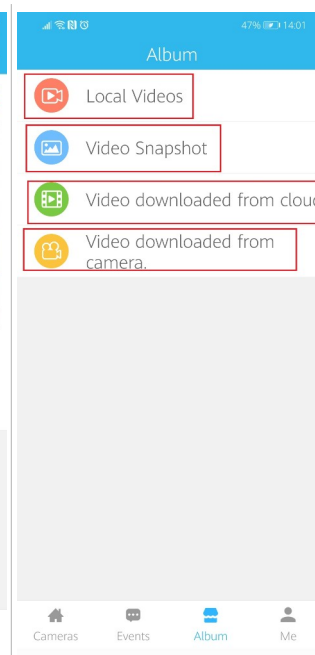 47% 14:01
Album
Local Videos
Video Snapshot
Video downloaded from cloud
Video downloaded from
camera.
Cameras Events Album Me